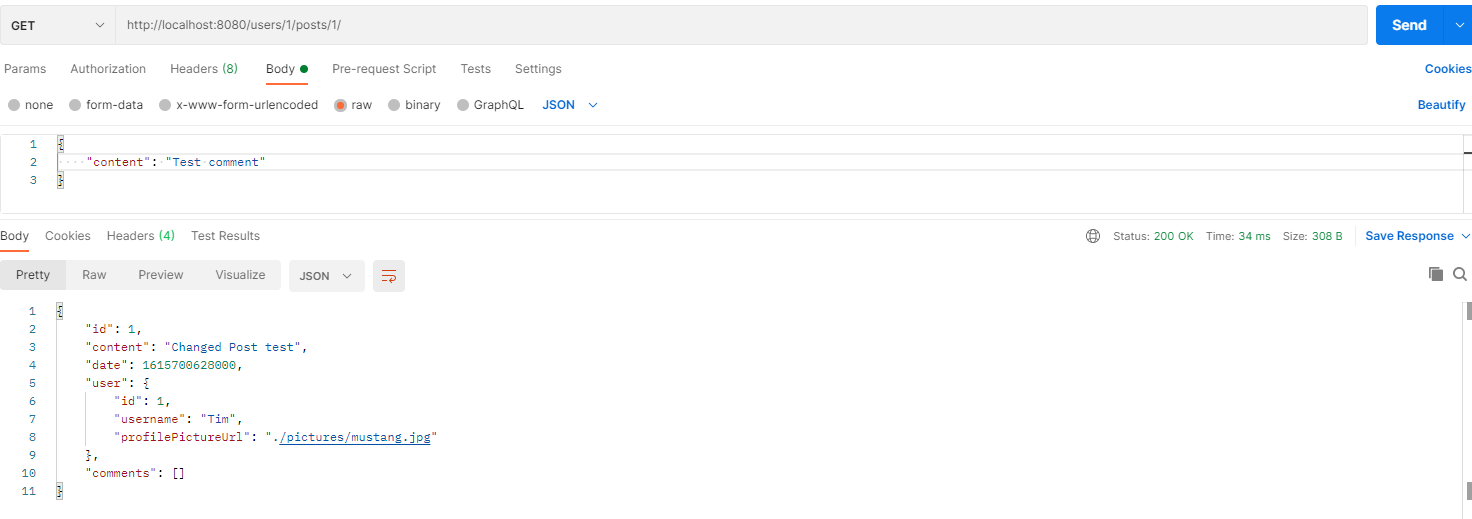 GET http://localhost:8080/users/1/posts/1/ Send
Params Authorization Headers (8) Body Pre-request Script Tests Settings Cookies
none form-data x-www-form-urlencoded raw binary GraphQL JSON Beautify
1 {
2 "content": "Test comment"
3 }
Body Cookies Headers (4) Test Results Status: 200 OK Time: 34 ms Size: 308 B Save Response
Pretty Raw Preview Visualize JSON
1 {
2 "id": 1,
3 "content": "Changed Post test",
4 "date": 1615700628000,
5 "user": {
6 "id": 1,
7 "username": "Tim",
8 "profilePictureUrl": "./pictures/mustang.jpg"
9 },
10 "comments": []
11 }